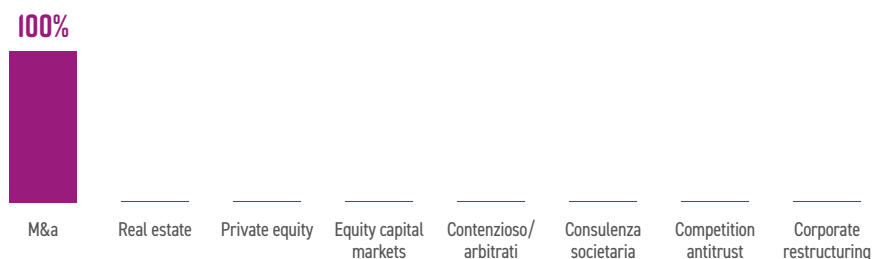 100%
M&a
Real estate
Private equity
Equity capital
markets
Contenzioso/
arbitrati
Consulenza
societaria
Competition
antitrust
Corporate
restructuring